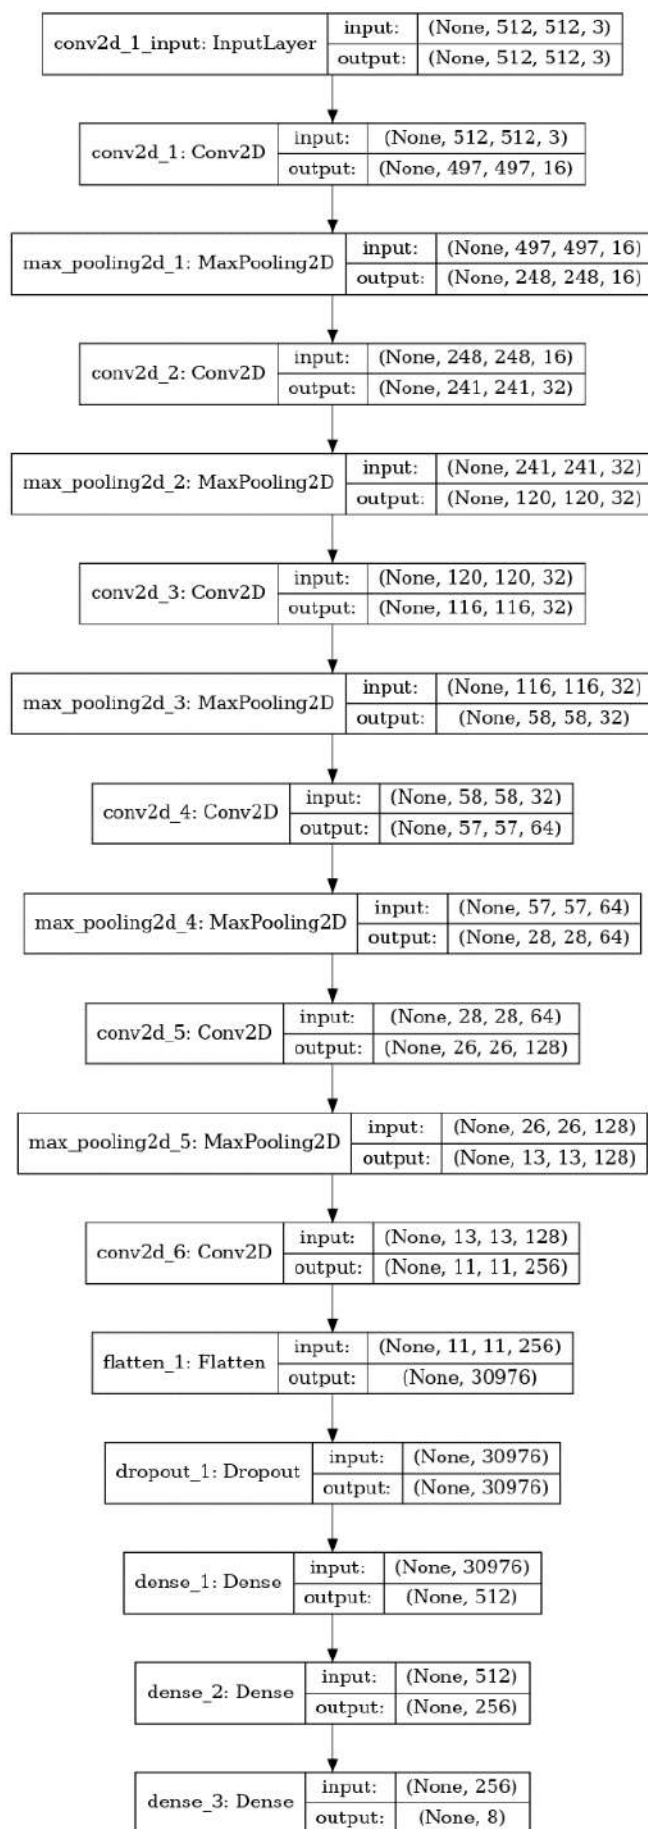 conv2d_1_input: InputLayer input: (None, 512, 512, 3)
output: (None, 512, 512, 3)
conv2d_1: Conv2D input: (None, 512, 512, 3)
output: (None, 497, 497, 16)
max_pooling2d_1: MaxPooling2D input: (None, 497, 497, 16)
output: (None, 248, 248, 16)
conv2d_2: Conv2D input: (None, 248, 248, 16)
output: (None, 241, 241, 32)
max_pooling2d_2: MaxPooling2D input: (None, 241, 241, 32)
output: (None, 120, 120, 32)
conv2d_3: Conv2D input: (None, 120, 120, 32)
output: (None, 116, 116, 32)
max_pooling2d_3: MaxPooling2D input: (None, 116, 116, 32)
output: (None, 58, 58, 32)
conv2d_4: Conv2D input: (None, 58, 58, 32)
output: (None, 57, 57, 64)
max_pooling2d_4: MaxPooling2D input: (None, 57, 57, 64)
output: (None, 28, 28, 64)
conv2d_5: Conv2D input: (None, 28, 28, 64)
output: (None, 26, 26, 128)
max_pooling2d_5: MaxPooling2D input: (None, 26, 26, 128)
output: (None, 13, 13, 128)
conv2d_6: Conv2D input: (None, 13, 13, 128)
output: (None, 11, 11, 256)
flatten_1: Flatten input: (None, 11, 11, 256)
output: (None, 30976)
dropout_1: Dropout input: (None, 30976)
output: (None, 30976)
dense_1: Dense input: (None, 30976)
output: (None, 512)
dense_2: Dense input: (None, 512)
output: (None, 256)
dense_3: Dense input: (None, 256)
output: (None, 8)